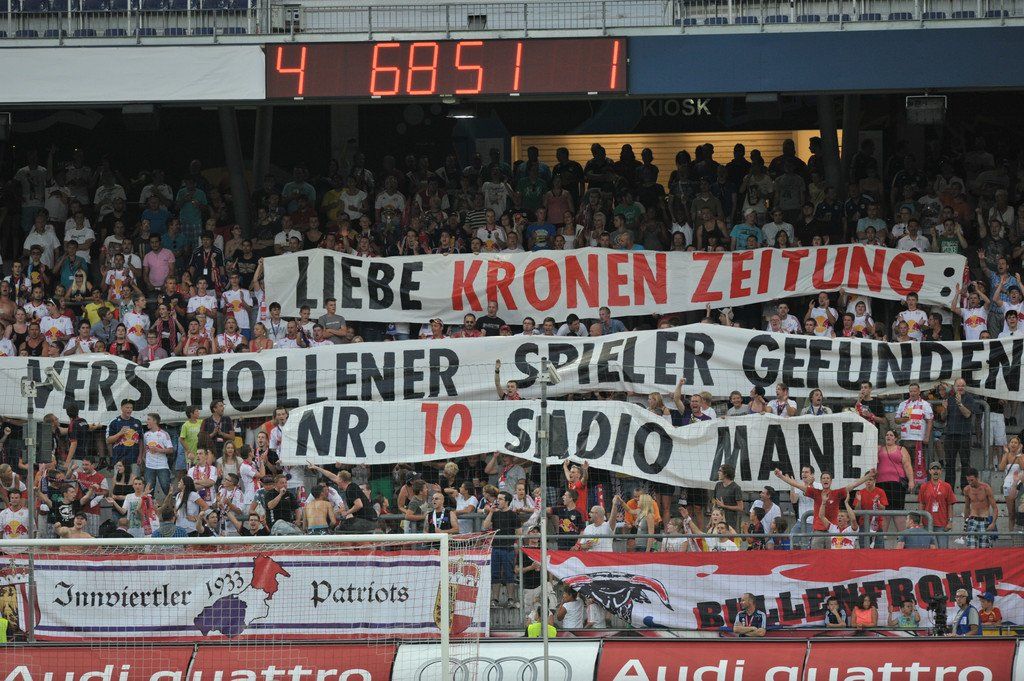 4 6851 1
KIOSK
LIEBE KRONEN ZEITUNG:
VERSCHOLLENER SPIELER GEFUNDEN
NR. 10 SADIO MANE
Innviertler 1933 Patriots
BULLENFRONT
Audi quattro Audi quattro